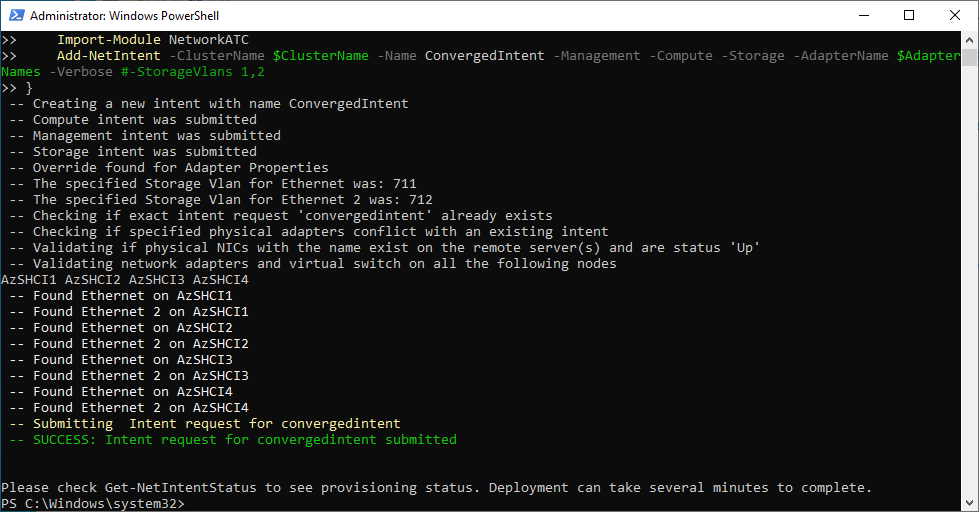 Administrator: Windows PowerShell
>>     Import-Module NetworkATC
>>     Add-NetIntent -ClusterName $ClusterName -Name ConvergedIntent -Management -Compute -Storage -AdapterName $Adapter
Names -Verbose #-StorageVlans 1,2
>> }
 -- Creating a new intent with name ConvergedIntent
 -- Compute intent was submitted
 -- Management intent was submitted
 -- Storage intent was submitted
 -- Override found for Adapter Properties
 -- The specified Storage Vlan for Ethernet was: 711
 -- The specified Storage Vlan for Ethernet 2 was: 712
 -- Checking if exact intent request 'convergedintent' already exists
 -- Checking if specified physical adapters conflict with an existing intent
 -- Validating if physical NICs with the name exist on the remote server(s) and are status 'Up'
 -- Validating network adapters and virtual switch on all the following nodes
AzSHCI1 AzSHCI2 AzSHCI3 AzSHCI4
 -- Found Ethernet on AzSHCI1
 -- Found Ethernet 2 on AzSHCI1
 -- Found Ethernet on AzSHCI2
 -- Found Ethernet 2 on AzSHCI2
 -- Found Ethernet on AzSHCI3
 -- Found Ethernet 2 on AzSHCI3
 -- Found Ethernet on AzSHCI4
 -- Found Ethernet 2 on AzSHCI4
 -- Submitting  Intent request for convergedintent
 -- SUCCESS: Intent request for convergedintent submitted
Please check Get-NetIntentStatus to see provisioning status. Deployment can take several minutes to complete.
PS C:\Windows\system32>